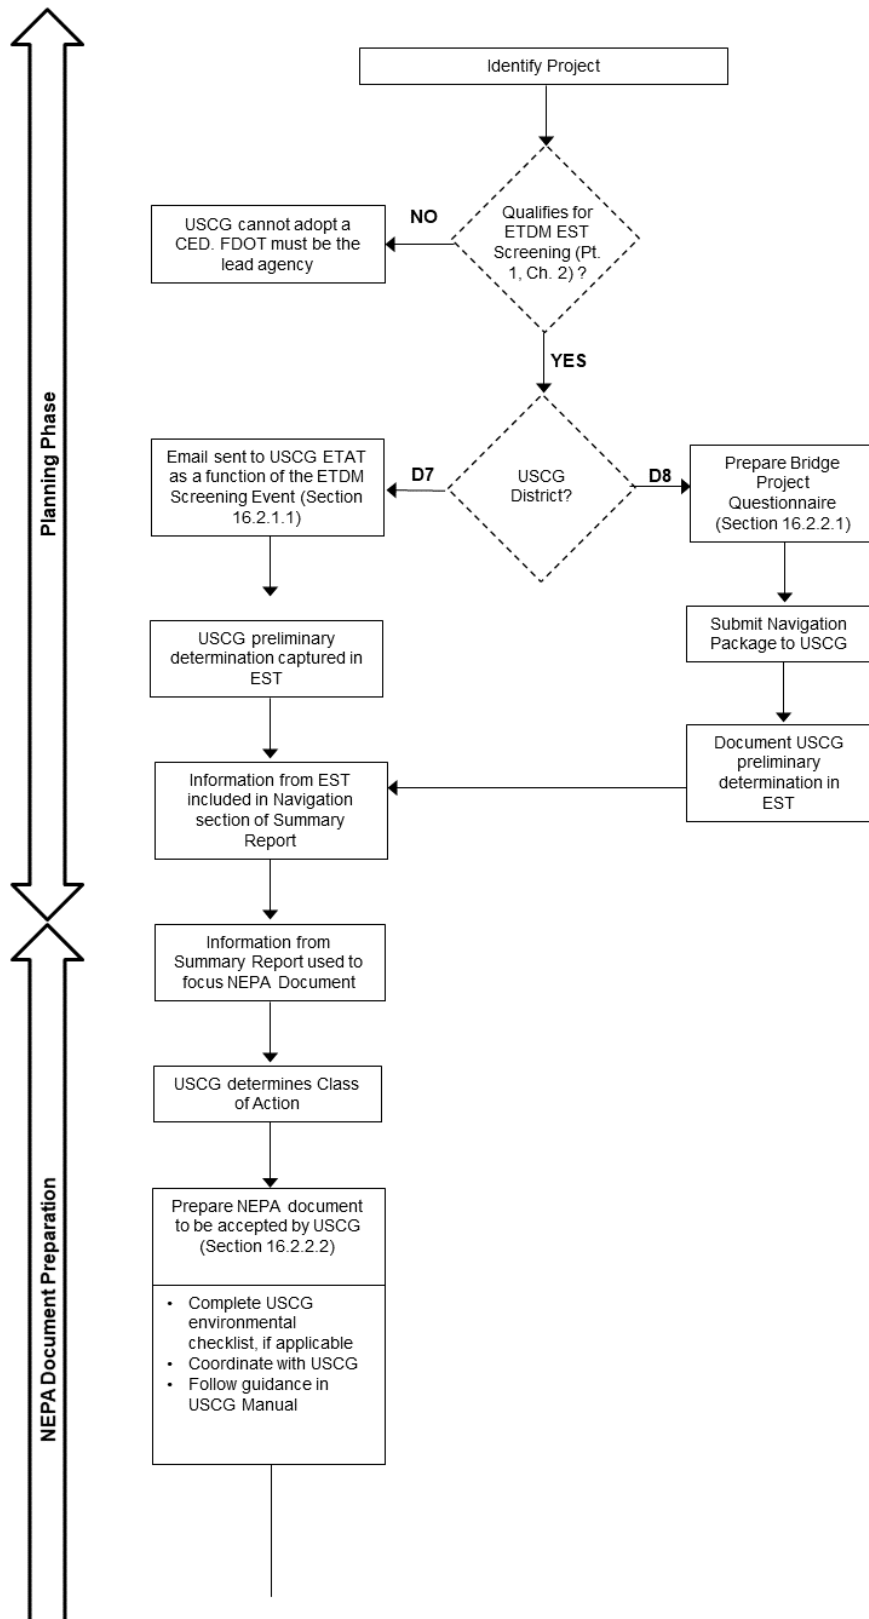 Identify Project
Qualifies for
ETDM EST
Screening (Pt.
1, Ch. 2) ?
NO
USCG cannot adopt a
CED. FDOT must be the
lead agency
YES
USCG
District?
D7
D8
Email sent to USCG ETAT
as a function of the ETDM
Screening Event (Section
16.2.1.1)
Prepare Bridge
Project
Questionnaire
(Section 16.2.2.1)
USCG preliminary
determination captured in
EST
Submit Navigation
Package to USCG
Document USCG
preliminary
determination in
EST
Information from EST
included in Navigation
section of Summary
Report
Planning Phase
Information from
Summary Report used to
focus NEPA Document
USCG determines Class
of Action
Prepare NEPA document
to be accepted by USCG
(Section 16.2.2.2)
• Complete USCG
environmental
checklist, if applicable
• Coordinate with USCG
• Follow guidance in
USCG Manual
NEPA Document Preparation